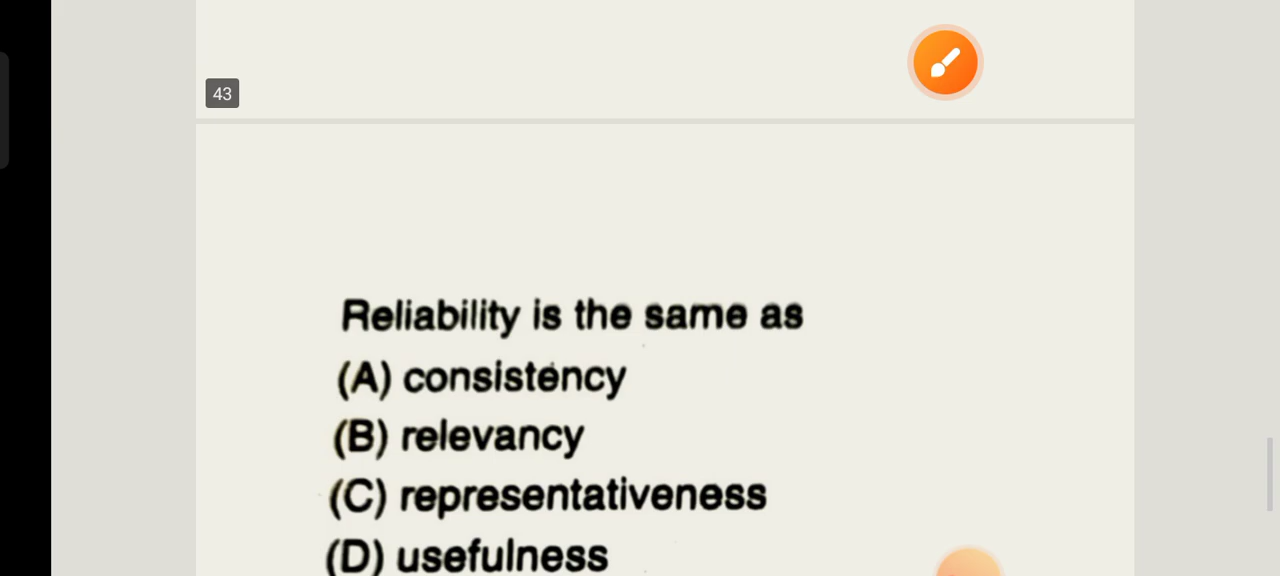 43
Reliability is the same as
(A) consistency
(B) relevancy
(C) representativeness
(D) usefulness